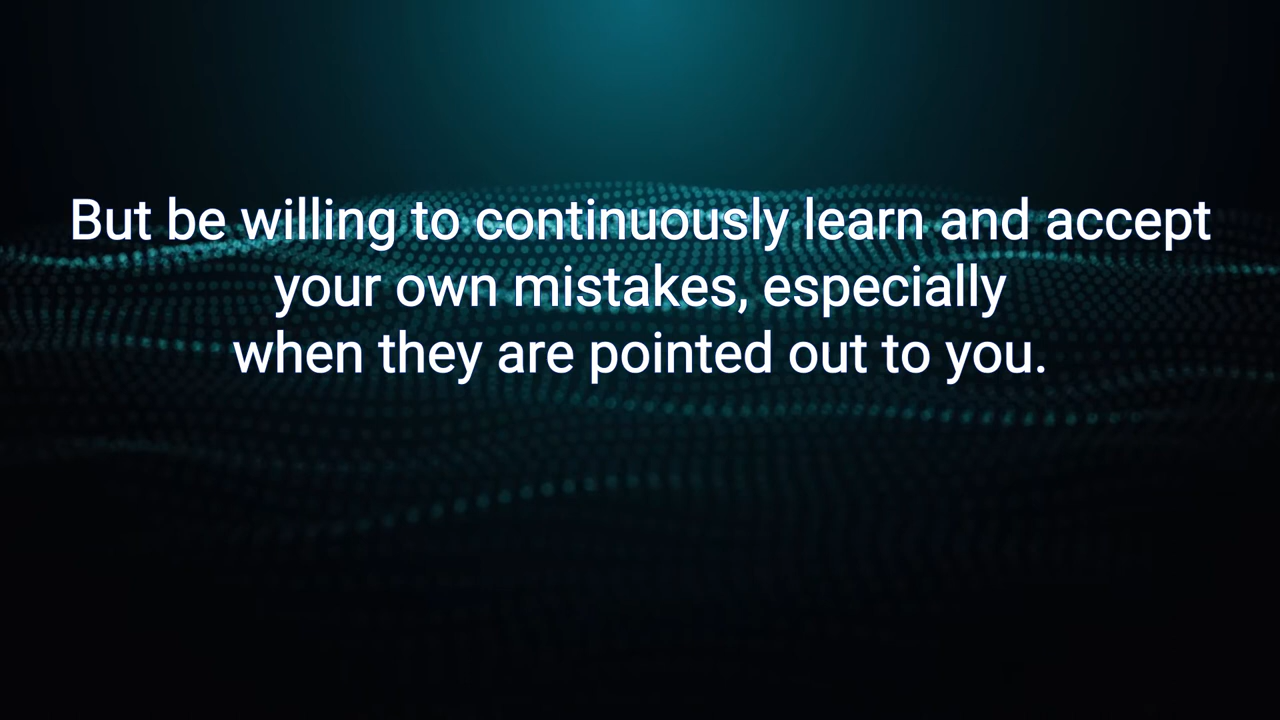 But be willing to continuously learn and accept
your own mistakes, especially
when they are pointed out to you.